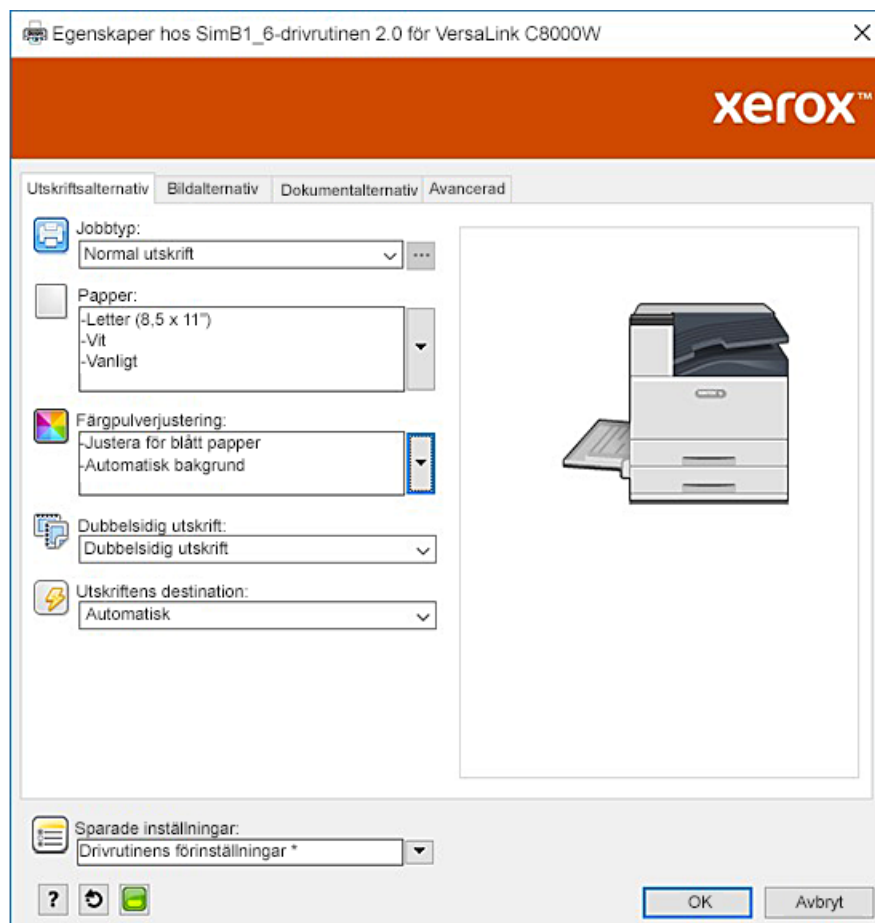 Egenskaper hos SimB1_6-drivrutinen 2.0 för VersaLink C8000W
xerox™
Utskriftsalternativ Bildalternativ Dokumentalternativ Avancerad
Jobbtyp:
Normal utskrift
Papper:
-Letter (8,5 x 11”)
-Vit
-Vanligt
Färgpulverjustering:
-Justera för blått papper
-Automatisk bakgrund
Dubbelsidig utskrift:
Dubbelsidig utskrift
Utskriftens destination:
Automatisk
Sparade inställningar:
Drivrutinens förinställningar *
?
OK Avbryt